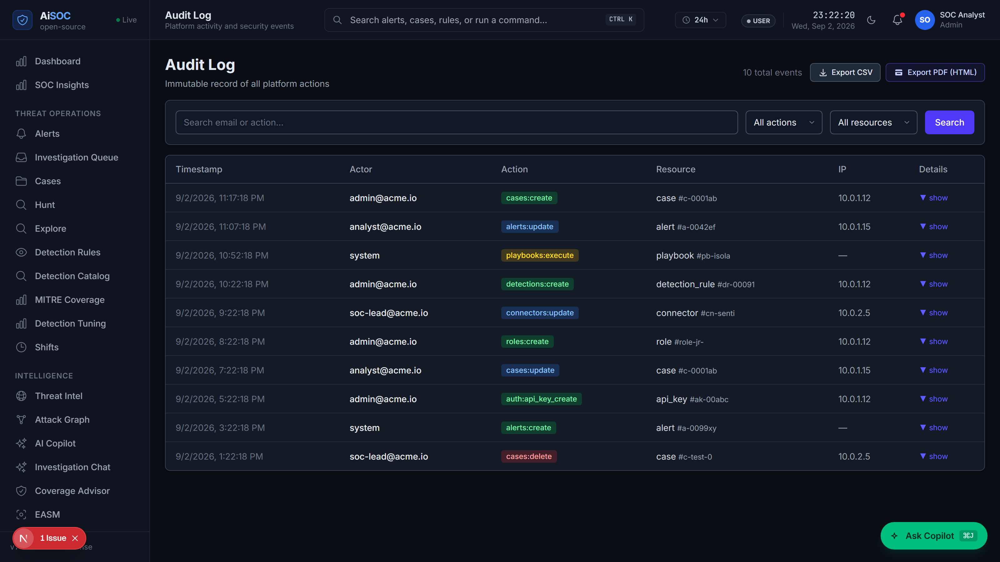 AiSOC
open-source
Live
Audit Log
Platform activity and security events
Search alerts, cases, rules, or run a command...
CTRL K
24h
USER
23:22:20
Wed, Sep 2, 2026
SO
SOC Analyst
Admin
Dashboard
SOC Insights
THREAT OPERATIONS
Alerts
Investigation Queue
Cases
Hunt
Explore
Detection Rules
Detection Catalog
MITRE Coverage
Detection Tuning
Shifts
INTELLIGENCE
Threat Intel
Attack Graph
AI Copilot
Investigation Chat
Coverage Advisor
EASM
N 1 Issue
Audit Log
Immutable record of all platform actions
10 total events
Export CSV
Export PDF (HTML)
Search email or action...
All actions
All resources
Search
Timestamp Actor Action Resource IP Details
9/2/2026, 11:17:18 PM admin@acme.io cases:create case #c-0001ab 10.0.1.12 ▼ show
9/2/2026, 11:07:18 PM analyst@acme.io alerts:update alert #a-0042ef 10.0.1.15 ▼ show
9/2/2026, 10:52:18 PM system playbooks:execute playbook #pb-isola — ▼ show
9/2/2026, 10:22:18 PM admin@acme.io detections:create detection_rule #dr-00091 10.0.1.12 ▼ show
9/2/2026, 9:22:18 PM soc-lead@acme.io connectors:update connector #cn-senti 10.0.2.5 ▼ show
9/2/2026, 8:22:18 PM admin@acme.io roles:create role #role-jr- 10.0.1.12 ▼ show
9/2/2026, 7:22:18 PM analyst@acme.io cases:update case #c-0001ab 10.0.1.15 ▼ show
9/2/2026, 5:22:18 PM admin@acme.io auth:api_key_create api_key #ak-00abc 10.0.1.12 ▼ show
9/2/2026, 3:22:18 PM system alerts:create alert #a-0099xy — ▼ show
9/2/2026, 1:22:18 PM soc-lead@acme.io cases:delete case #c-test-0 10.0.2.5 ▼ show
Ask Copilot ⌘J